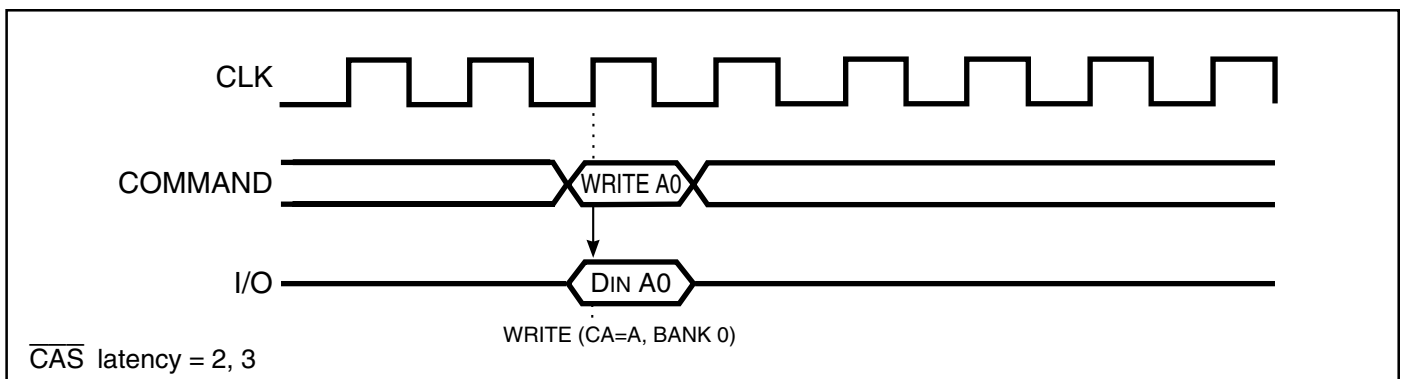 CLK
COMMAND
WRITE A0
I/O
DIN A0
WRITE (CA=A, BANK 0)
CAS latency = 2, 3